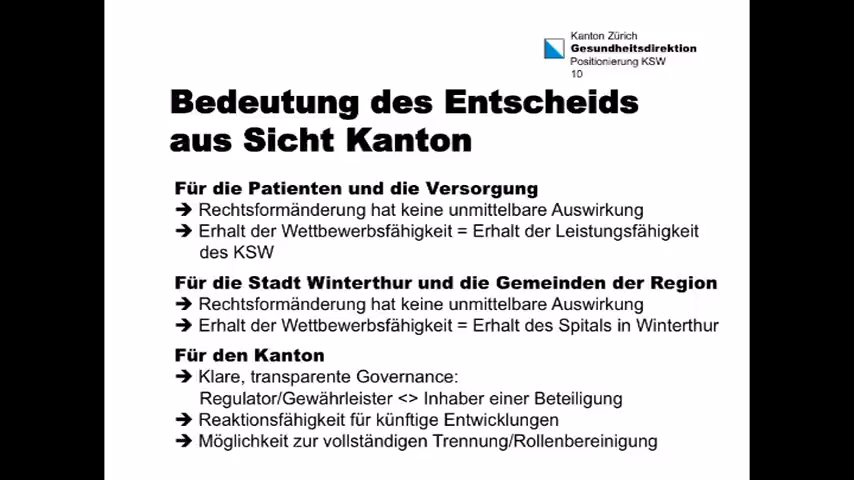 Kanton Zürich
Gesundheitsdirektion
Positionierung KSW
10
Bedeutung des Entscheids
aus Sicht Kanton
Für die Patienten und die Versorgung
➔ Rechtsformänderung hat keine unmittelbare Auswirkung
➔ Erhalt der Wettbewerbsfähigkeit = Erhalt der Leistungsfähigkeit
des KSW
Für die Stadt Winterthur und die Gemeinden der Region
➔ Rechtsformänderung hat keine unmittelbare Auswirkung
➔ Erhalt der Wettbewerbsfähigkeit = Erhalt des Spitals in Winterthur
Für den Kanton
➔ Klare, transparente Governance:
Regulator/Gewährleister <> Inhaber einer Beteiligung
➔ Reaktionsfähigkeit für künftige Entwicklungen
➔ Möglichkeit zur vollständigen Trennung/Rollenbereinigung